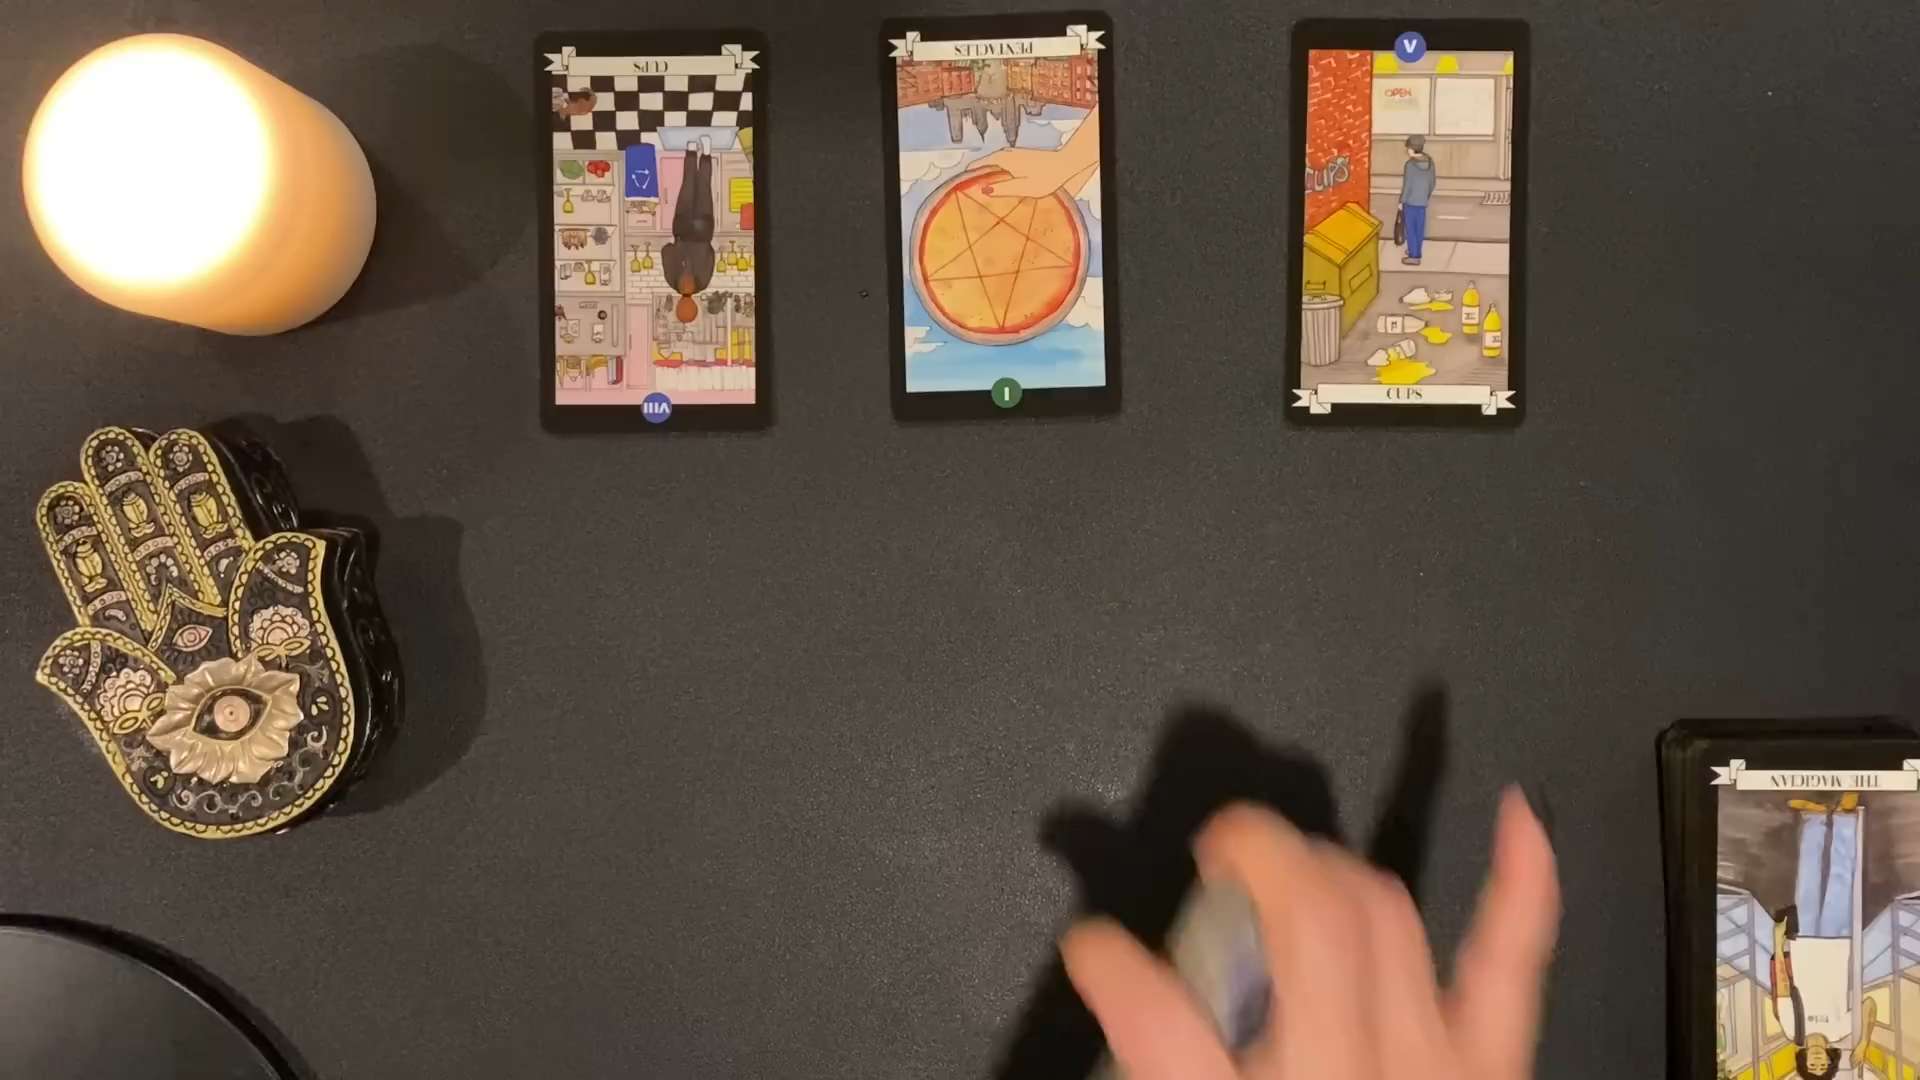 CUPS
VIII
PENTACLES
I
V
OPEN
CUPS
CUPS
THE MAGICIAN